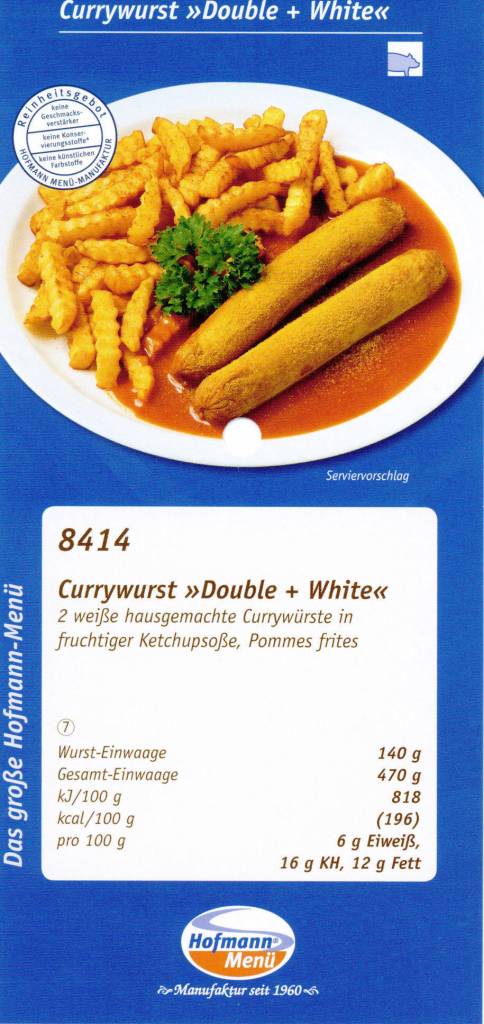 Currywurst »Double + White«
Reinheitsgebot
keine
Geschmacks-
verstärker
keine Konser-
vierungsstoffe*
keine künstlichen
Farbstoffe
HOFMANN MENÜ-MANUFAKTUR
Serviervorschlag
8414
Currywurst »Double + White«
2 weiße hausgemachte Currywürste in
fruchtiger Ketchupsoße, Pommes frites
7
Wurst-Einwaage 140 g
Gesamt-Einwaage 470 g
kJ/100 g 818
kcal/100 g (196)
pro 100 g 6 g Eiweiß,
16 g KH, 12 g Fett
Das große Hofmann-Menü
Hofmann®
Menü
Manufaktur seit 1960